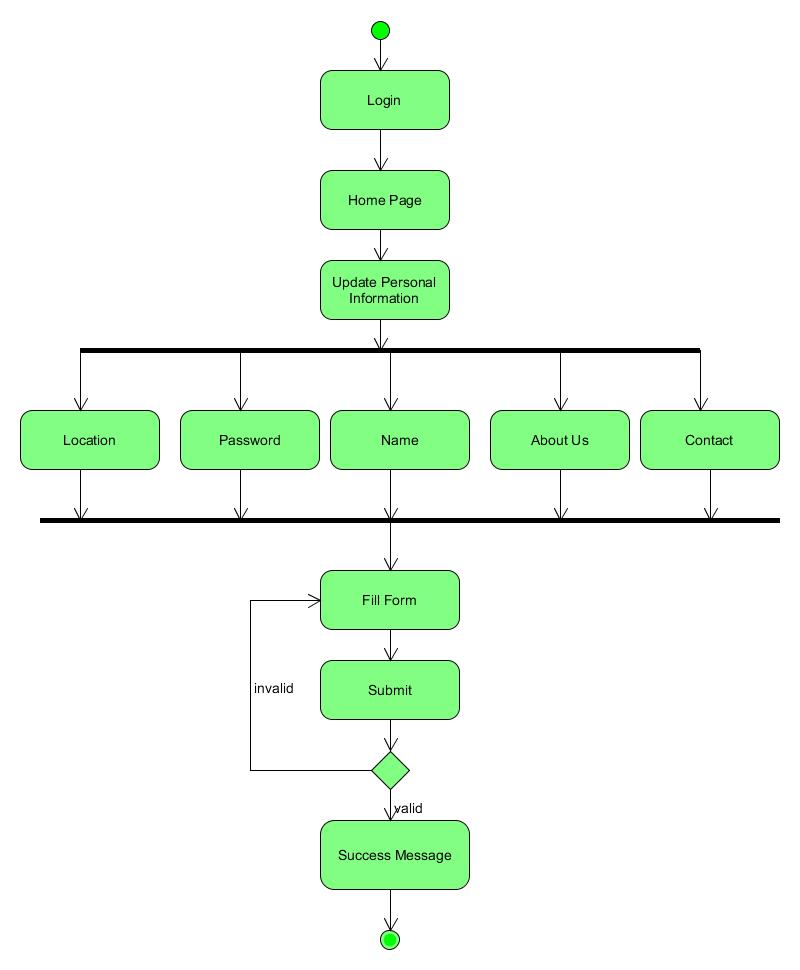 Login
Home Page
Update Personal
Information
Location
Password
Name
About Us
Contact
Fill Form
invalid
Submit
valid
Success Message